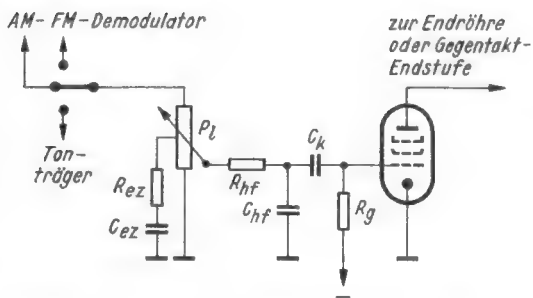 AM- FM-Demodulator
zur Endröhre
oder Gegentakt-
Endstufe
Ton-
träger
Pl
Rez
Cez
Rhf
Chf
Ck
Rg
–